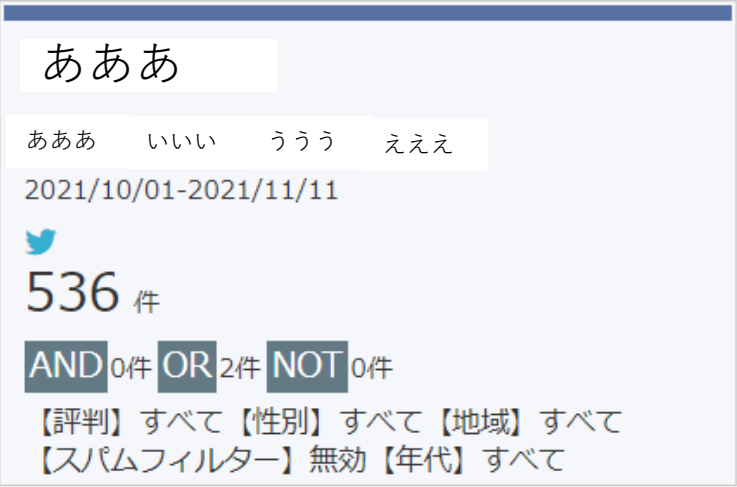 あああ
あああ いいい ううう えええ
2021/10/01-2021/11/11
536 件
AND 0件 OR 2件 NOT 0件
【評判】すべて【性別】すべて【地域】すべて
【スパムフィルター】無効【年代】すべて